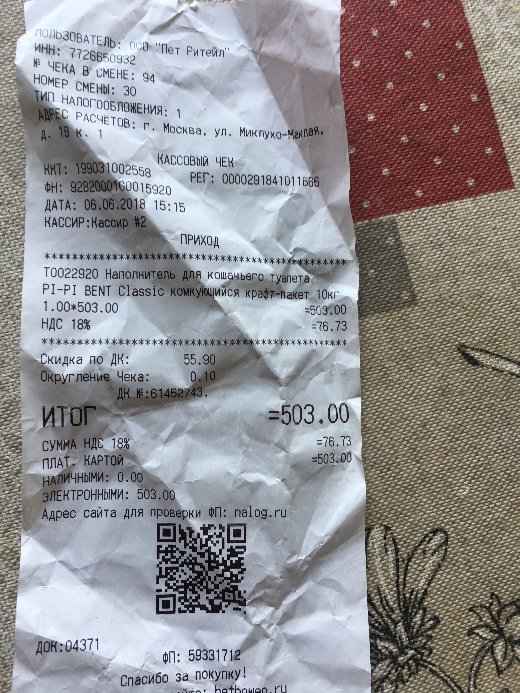 ПОЛЬЗОВАТЕЛЬ: ООО "Пет Ритейл"
ИНН: 7726650932
№ ЧЕКА В СМЕНЕ: 94
НОМЕР СМЕНЫ: 30
ТИП НАЛОГООБЛОЖЕНИЯ: 1
АДРЕС РАСЧЁТОВ: г. Москва, ул. Миклухо-Маклая,
д. 18 к. 1
КАССОВЫЙ ЧЕК
ККТ: 199031002558 РЕГ: 0000291841011666
ФН: 9282000100015920
ДАТА: 06.06.2018 15:15
КАССИР:Кассир #2
ПРИХОД
************************************************
ТО022920 Наполнитель для кошачьего туалета
PI-PI BENT Classic комкующийся крафт-пакет 10кг
1.00*503.00 =503.00
НДС 18% =76.73
************************************************
Скидка по ДК: 55.90
Округление Чека: 0.10
ДК №:61452743.
ИТОГ =503.00
СУММА НДС 18% =76.73
ПЛАТ. КАРТОЙ =503.00
НАЛИЧНЫМИ: 0.00
ЭЛЕКТРОННЫМИ: 503.00
Адрес сайта для проверки ФП: nalog.ru
ДОК:04371
ФП: 59331712
Спасибо за покупку!